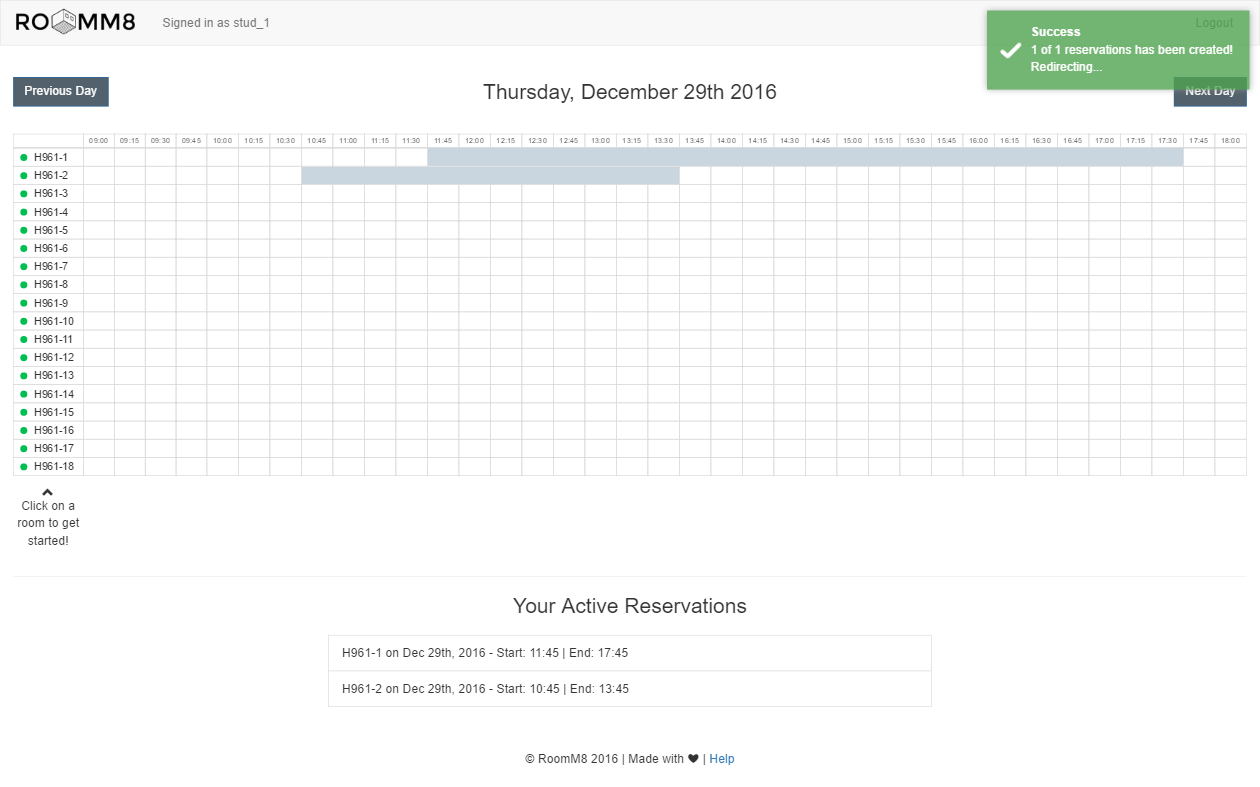 ROOMM8 Signed in as stud_1 Logout
Success
1 of 1 reservations has been created!
Redirecting...
Previous Day Thursday, December 29th 2016 Next Day
09:00 09:15 09:30 09:45 10:00 10:15 10:30 10:45 11:00 11:15 11:30 11:45 12:00 12:15 12:30 12:45 13:00 13:15 13:30 13:45 14:00 14:15 14:30 14:45 15:00 15:15 15:30 15:45 16:00 16:15 16:30 16:45 17:00 17:15 17:30 17:45 18:00
H961-1
H961-2
H961-3
H961-4
H961-5
H961-6
H961-7
H961-8
H961-9
H961-10
H961-11
H961-12
H961-13
H961-14
H961-15
H961-16
H961-17
H961-18
Click on a
room to get
started!
Your Active Reservations
H961-1 on Dec 29th, 2016 - Start: 11:45 | End: 17:45
H961-2 on Dec 29th, 2016 - Start: 10:45 | End: 13:45
© RoomM8 2016 | Made with ♥ | Help